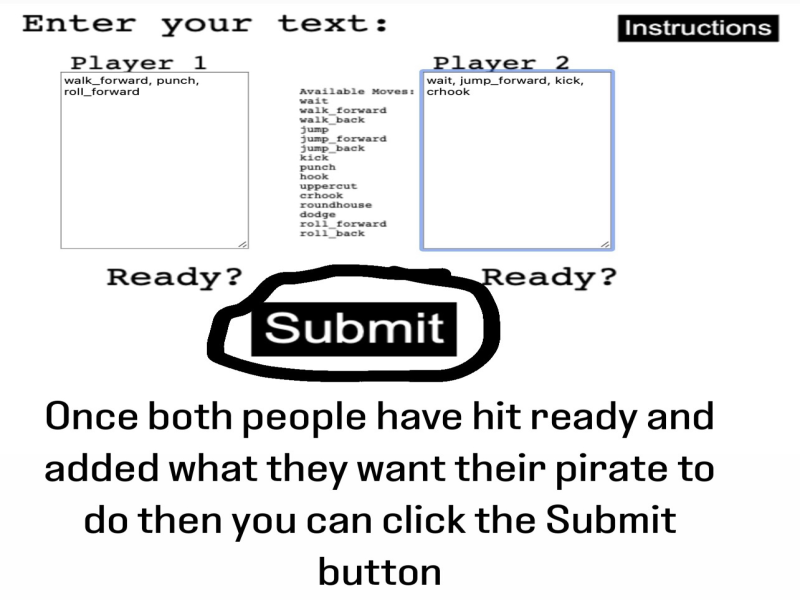 Enter your text:
Instructions
Player 1
walk_forward, punch,
roll_forward
Available Moves:
wait
walk_forward
walk_back
jump
jump_forward
jump_back
kick
punch
hook
uppercut
crhook
roundhouse
dodge
roll_forward
roll_back
Player 2
wait, jump_forward, kick,
crhook
Ready?
Ready?
Submit
Once both people have hit ready and
added what they want their pirate to
do then you can click the Submit
button